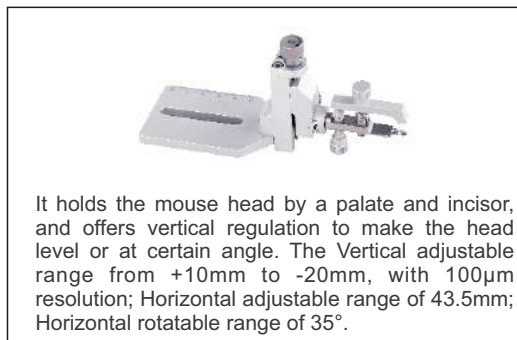 It holds the mouse head by a palate and incisor,
and offers vertical regulation to make the head
level or at certain angle. The Vertical adjustable
range from +10mm to -20mm, with 100μm
resolution; Horizontal adjustable range of 43.5mm;
Horizontal rotatable range of 35°.